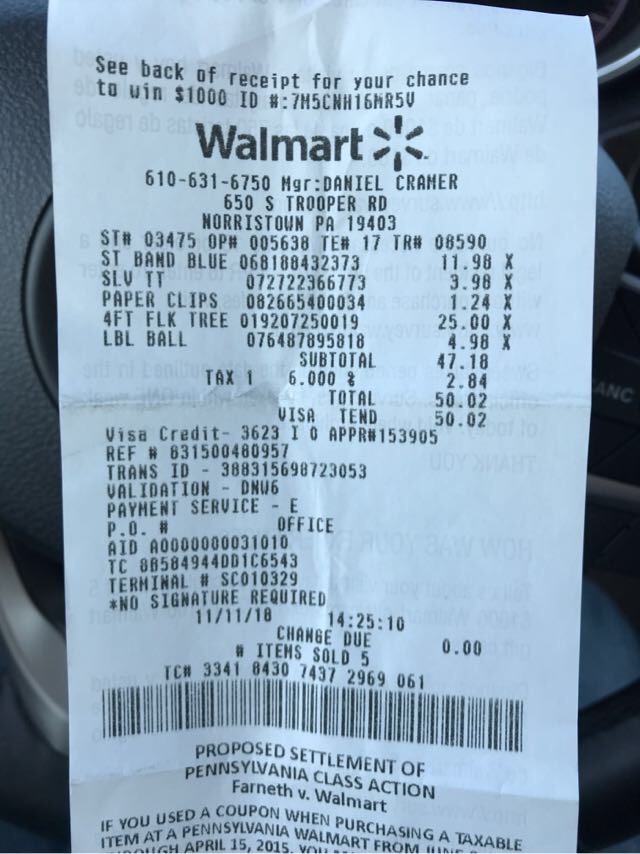 See back of receipt for your chance
to win $1000 ID #:7M5CNH16MR5V
Walmart
610-631-6750 Mgr:DANIEL CRAMER
650 S TROOPER RD
NORRISTOWN PA 19403
ST# 03475 OP# 005638 TE# 17 TR# 08590
ST BAND BLUE 068188432373 11.98 X
SLV TT 072722366773 3.98 X
PAPER CLIPS 082665400034 1.24 X
4FT FLK TREE 019207250019 25.00 X
LBL BALL 076487895818 4.98 X
SUBTOTAL 47.18
TAX 1 6.000 % 2.84
TOTAL 50.02
VISA TEND 50.02
Visa Credit- 3623 I 0 APPR#153905
REF # 831500480957
TRANS ID - 388315698723053
VALIDATION - DNW6
PAYMENT SERVICE - E
P.O. # OFFICE
AID A0000000031010
TC 88584944DD1C6543
TERMINAL # SC010329
*NO SIGNATURE REQUIRED
11/11/18 14:25:10
CHANGE DUE 0.00
# ITEMS SOLD 5
TC# 3341 8430 7437 2969 061
PROPOSED SETTLEMENT OF
PENNSYLVANIA CLASS ACTION
Farneth v. Walmart
IF YOU USED A COUPON WHEN PURCHASING A TAXABLE
ITEM AT A PENNSYLVANIA WALMART FROM
APRIL 15, 2015,